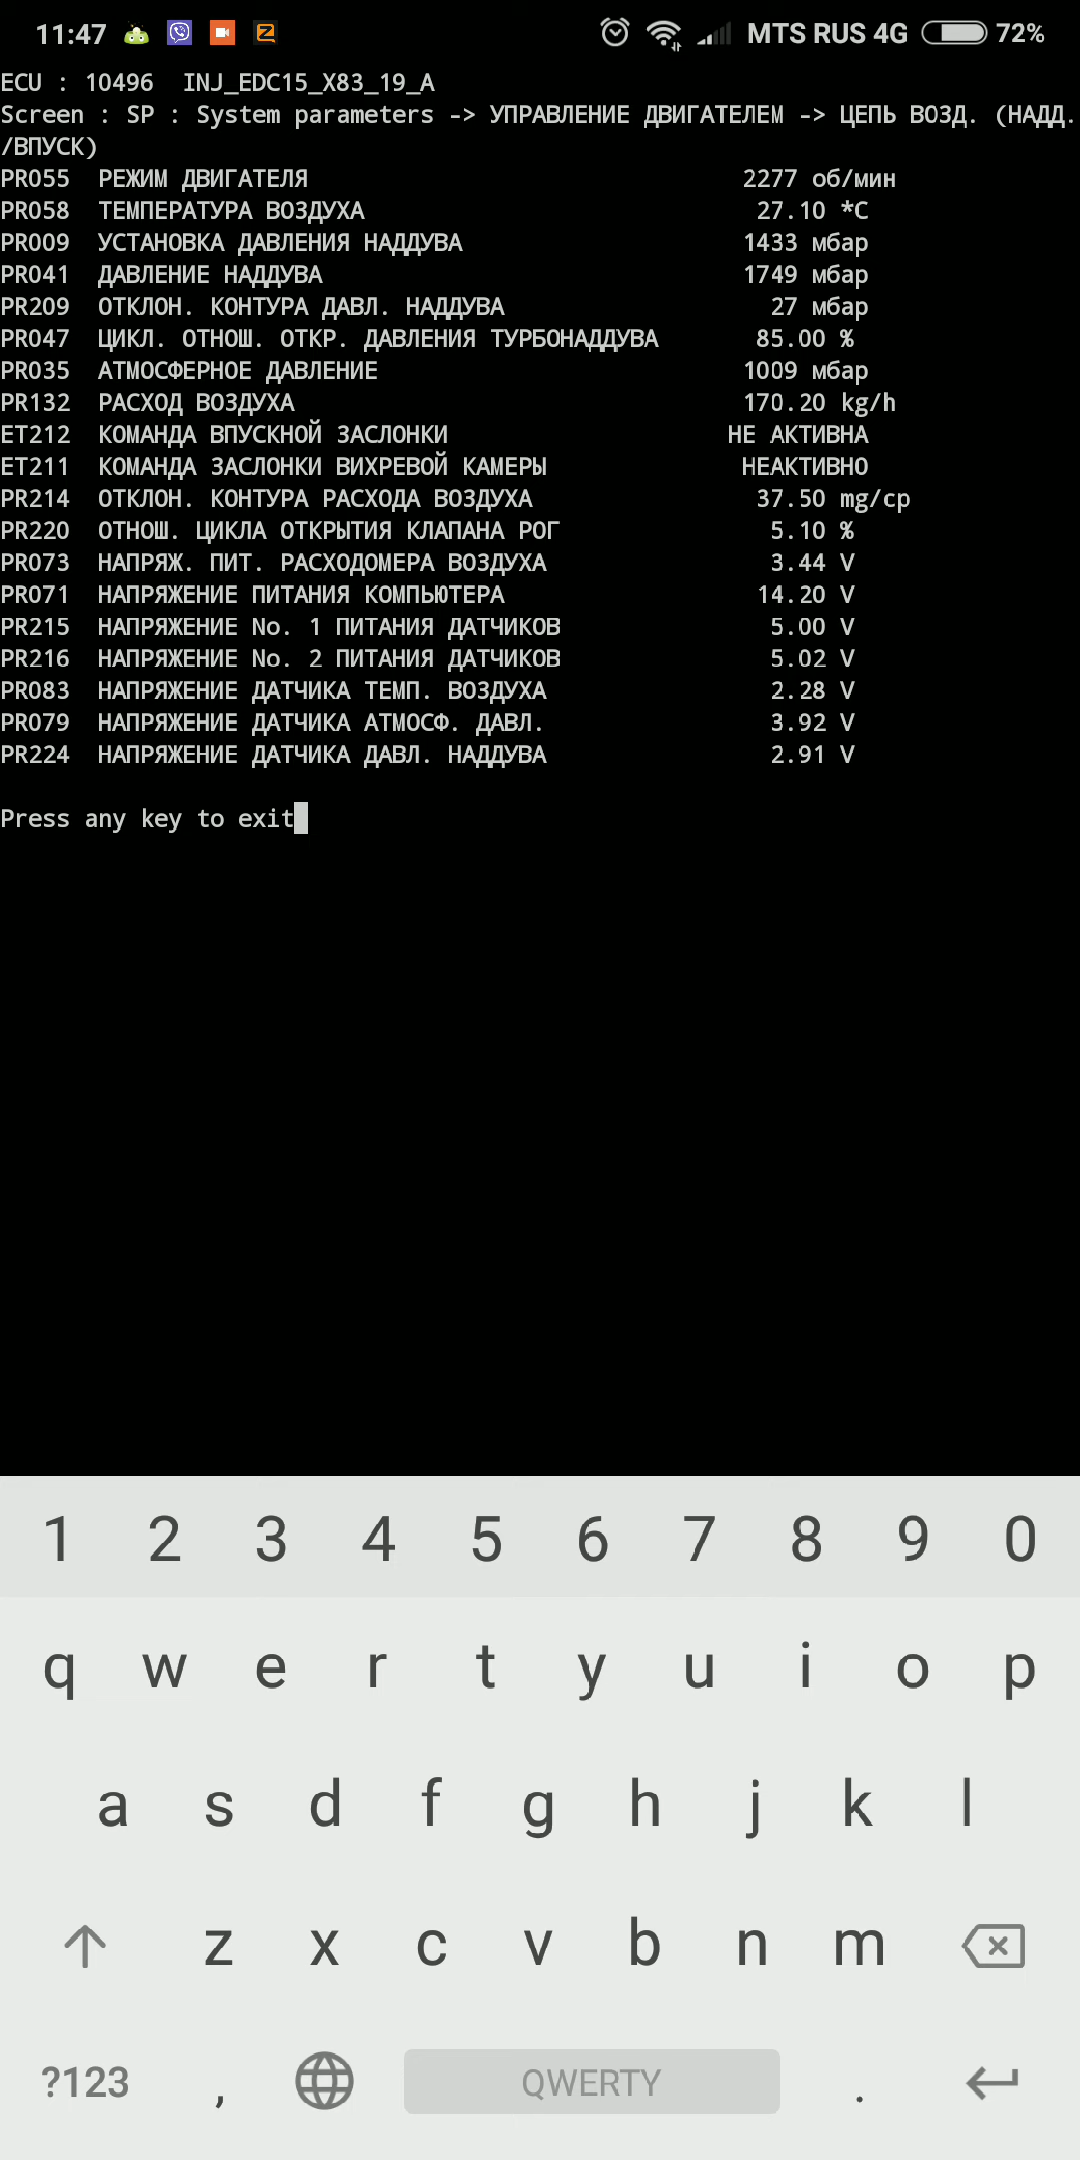 11:47 MTS RUS 4G 72%
ECU : 10496 INJ_EDC15_X83_19_A
Screen : SP : System parameters -> УПРАВЛЕНИЕ ДВИГАТЕЛЕМ -> ЦЕПЬ ВОЗД. (НАДД.
/ВПУСК)
PR055 РЕЖИМ ДВИГАТЕЛЯ 2277 об/мин
PR058 ТЕМПЕРАТУРА ВОЗДУХА 27.10 *C
PR009 УСТАНОВКА ДАВЛЕНИЯ НАДДУВА 1433 мбар
PR041 ДАВЛЕНИЕ НАДДУВА 1749 мбар
PR209 ОТКЛОН. КОНТУРА ДАВЛ. НАДДУВА 27 мбар
PR047 ЦИКЛ. ОТНОШ. ОТКР. ДАВЛЕНИЯ ТУРБОНАДДУВА 85.00 %
PR035 АТМОСФЕРНОЕ ДАВЛЕНИЕ 1009 мбар
PR132 РАСХОД ВОЗДУХА 170.20 kg/h
ET212 КОМАНДА ВПУСКНОЙ ЗАСЛОНКИ НЕ АКТИВНА
ET211 КОМАНДА ЗАСЛОНКИ ВИХРЕВОЙ КАМЕРЫ НЕАКТИВНО
PR214 ОТКЛОН. КОНТУРА РАСХОДА ВОЗДУХА 37.50 mg/cp
PR220 ОТНОШ. ЦИКЛА ОТКРЫТИЯ КЛАПАНА РОГ 5.10 %
PR073 НАПРЯЖ. ПИТ. РАСХОДОМЕРА ВОЗДУХА 3.44 V
PR071 НАПРЯЖЕНИЕ ПИТАНИЯ КОМПЬЮТЕРА 14.20 V
PR215 НАПРЯЖЕНИЕ No. 1 ПИТАНИЯ ДАТЧИКОВ 5.00 V
PR216 НАПРЯЖЕНИЕ No. 2 ПИТАНИЯ ДАТЧИКОВ 5.02 V
PR083 НАПРЯЖЕНИЕ ДАТЧИКА ТЕМП. ВОЗДУХА 2.28 V
PR079 НАПРЯЖЕНИЕ ДАТЧИКА АТМОСФ. ДАВЛ. 3.92 V
PR224 НАПРЯЖЕНИЕ ДАТЧИКА ДАВЛ. НАДДУВА 2.91 V
Press any key to exit
1 2 3 4 5 6 7 8 9 0
q w e r t y u i o p
a s d f g h j k l
z x c v b n m
?123 , QWERTY .